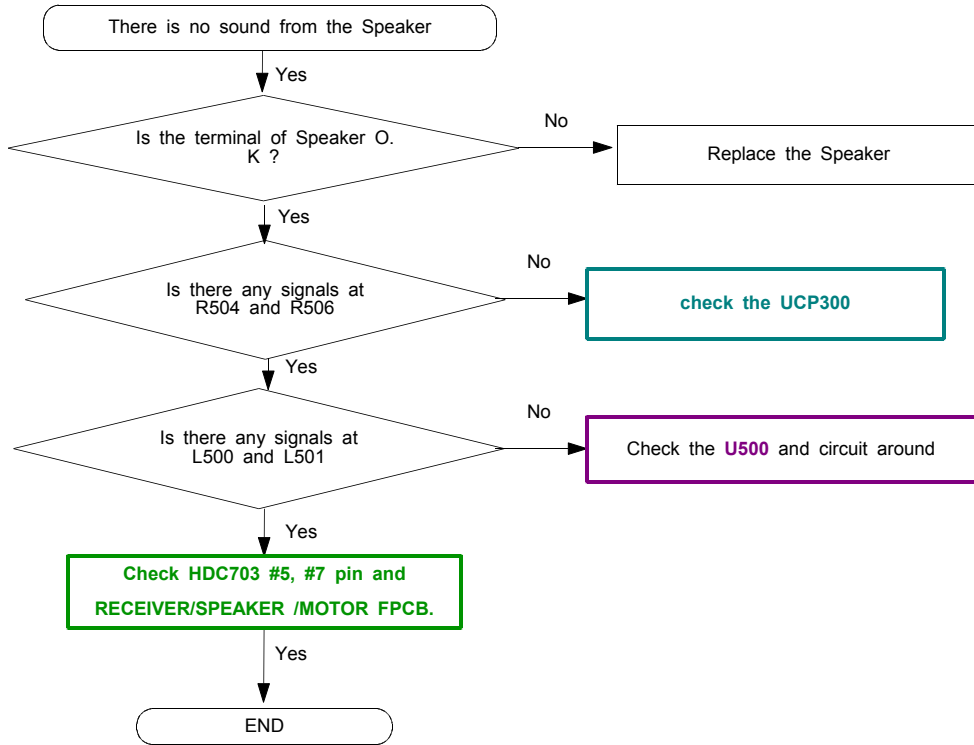 There is no sound from the Speaker
Yes
Is the terminal of Speaker O.
K ?
No
Replace the Speaker
Yes
Is there any signals at
R504 and R506
No
check the UCP300
Yes
Is there any signals at
L500 and L501
No
Check the U500 and circuit around
Yes
Check HDC703 #5, #7 pin and
RECEIVER/SPEAKER /MOTOR FPCB.
Yes
END